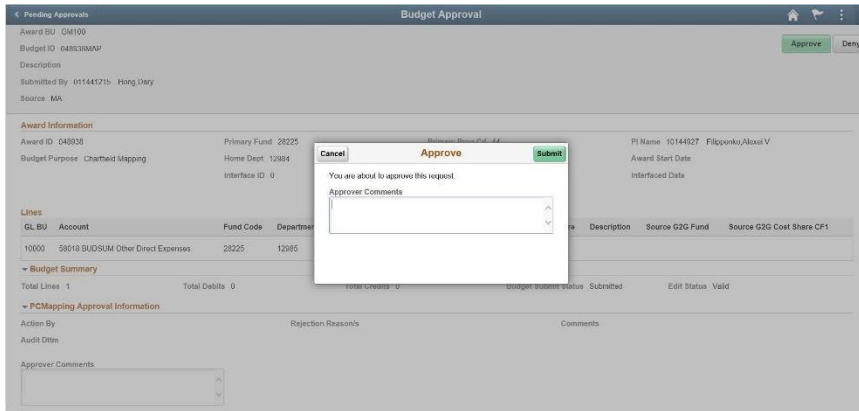 Pending Approvals
Budget Approval
Award BU GM100
Budget ID 048938MAP
Approve Deny
Description
Submitted By 011441215 Hong,Dary
Source MA
Award Information
Award ID 048938 Primary Fund 28225 Primary Prog Cd 44 PI Name 10144927 Filippenko,Alexei V
Budget Purpose Chartfield Mapping Home Dept 12984 Award Start Date
Interface ID 0 Interfaced Date
Cancel Approve Submit
You are about to approve this request.
Approver Comments
Lines
GL BU Account Fund Code Description Source G2G Fund Source G2G Cost Share CF1
10000 58018 BUDSUM Other Direct Expenses 28225 12985
Budget Summary
Total Lines 1 Total Debits 0 Total Credits 0 Budget Submit Status Submitted Edit Status Valid
PCMapping Approval Information
Action By Rejection Reason/s Comments
Audit Dttm
Approver Comments